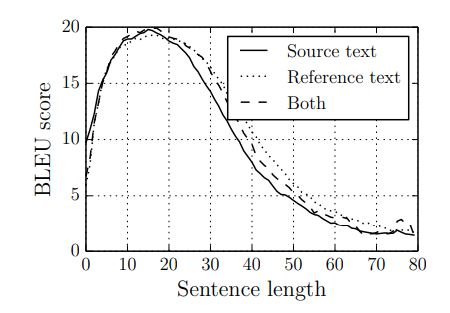 20
15
10
5
0
BLEU score
Source text
Reference text
Both
0 10 20 30 40 50 60 70 80
Sentence length